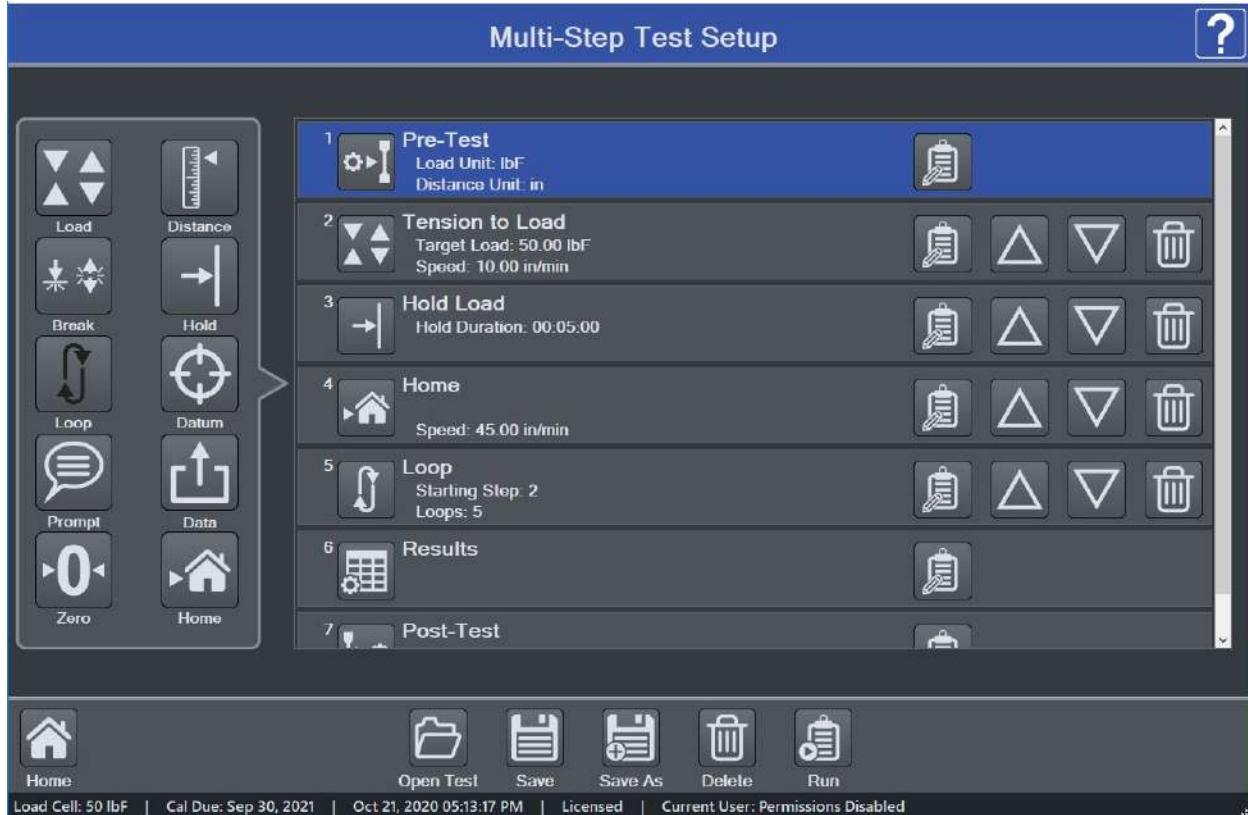 Multi-Step Test Setup
?
Load
Distance
Break
Hold
Loop
Datum
Prompt
Data
0
Zero
Home
1
Pre-Test
Load Unit: lbF
Distance Unit: in
2
Tension to Load
Target Load: 50.00 lbF
Speed: 10.00 in/min
3
Hold Load
Hold Duration: 00:05:00
4
Home
Speed: 45.00 in/min
5
Loop
Starting Step: 2
Loops: 5
6
Results
7
Post-Test
Home
Open Test
Save
Save As
Delete
Run
Load Cell: 50 lbF | Cal Due: Sep 30, 2021 | Oct 21, 2020 05:13:17 PM | Licensed | Current User: Permissions Disabled